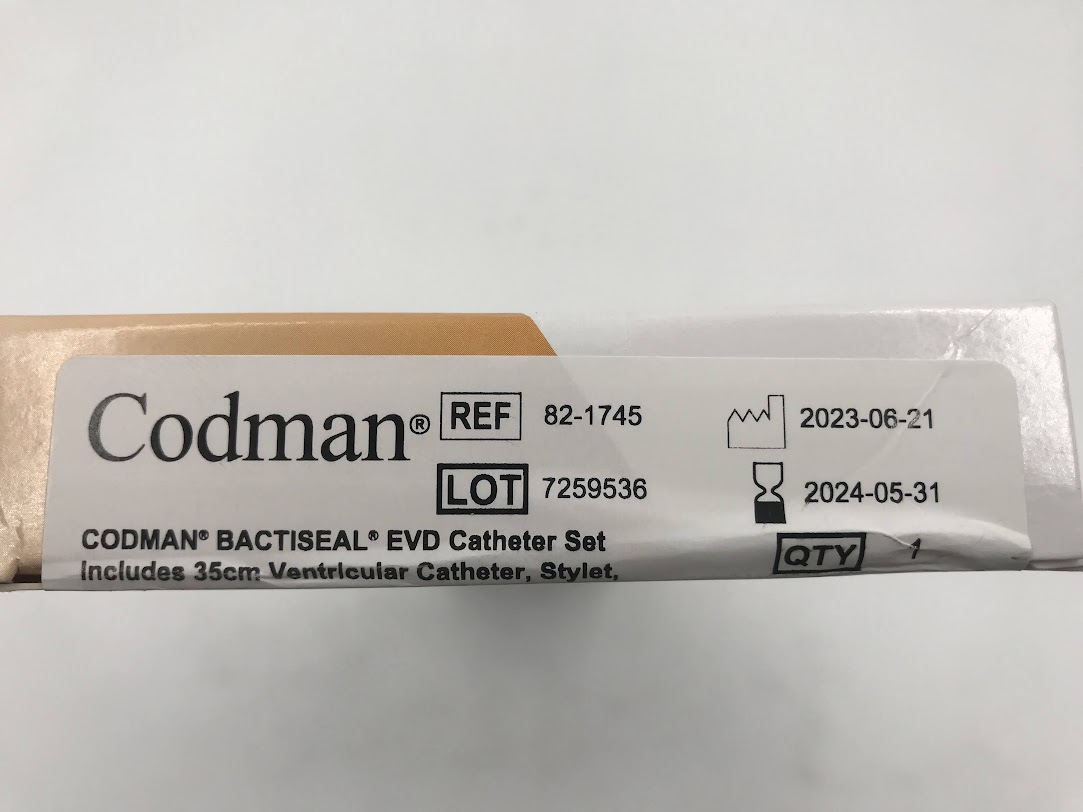 Codman® REF 82-1745 2023-06-21
LOT 7259536 2024-05-31
CODMAN® BACTISEAL® EVD Catheter Set QTY 1
Includes 35cm Ventricular Catheter, Stylet,